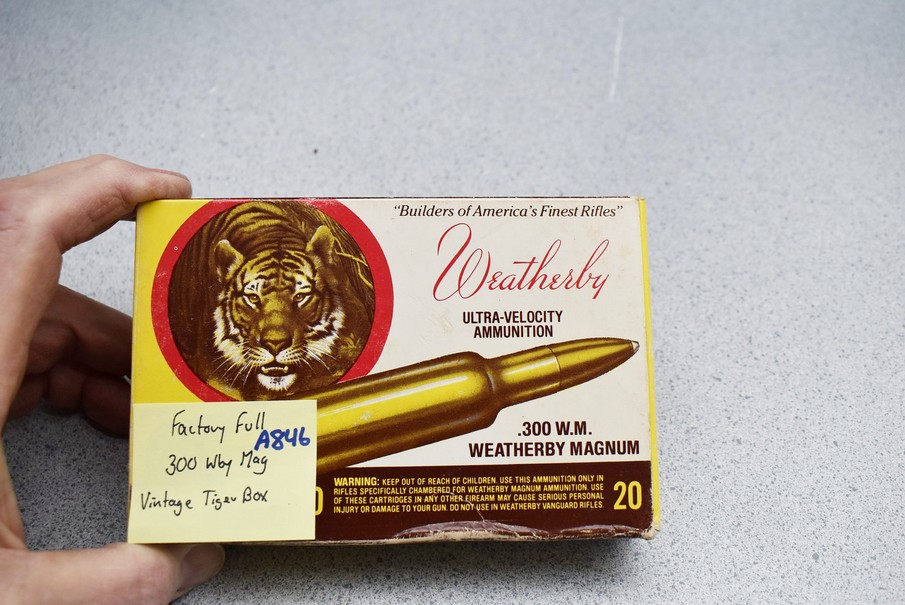 “Builders of America's Finest Rifles”
Weatherby
ULTRA-VELOCITY
AMMUNITION
.300 W.M.
WEATHERBY MAGNUM
WARNING: KEEP OUT OF REACH OF CHILDREN. USE THIS AMMUNITION ONLY IN
RIFLES SPECIFICALLY CHAMBERED FOR WEATHERBY MAGNUM AMMUNITION. USE
OF THESE CARTRIDGES IN ANY OTHER FIREARM MAY CAUSE SERIOUS PERSONAL
INJURY OR DAMAGE TO YOUR GUN. DO NOT USE IN WEATHERBY VANGUARD RIFLES.
20
Factory Full
A846
300 Wby Mag
Vintage Tiger Box